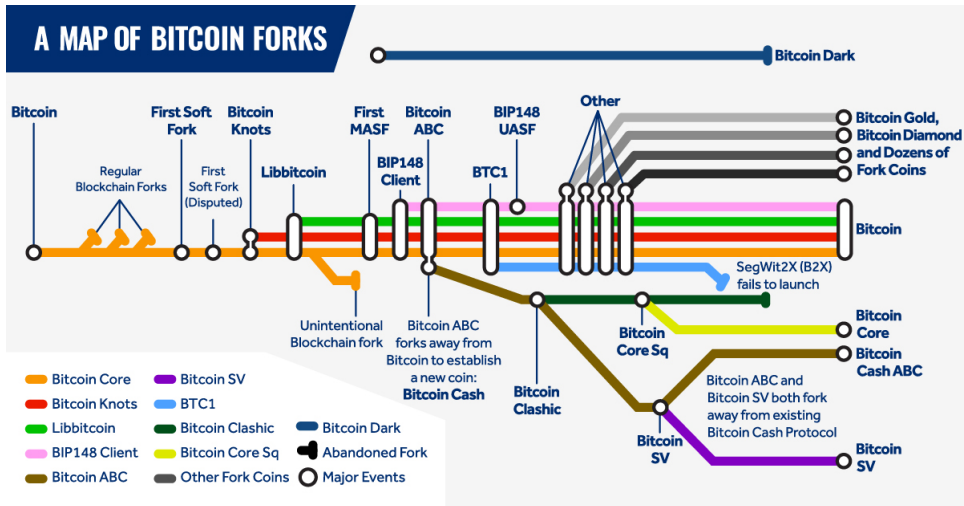 A MAP OF BITCOIN FORKS
Bitcoin Dark
Bitcoin
Regular
Blockchain Forks
First Soft
Fork
First
Soft Fork
(Disputed)
Bitcoin
Knots
Libbitcoin
First
MASF
BIP148
Client
Bitcoin
ABC
BTC1
BIP148
UASF
Other
Bitcoin Gold,
Bitcoin Diamond
and Dozens of
Fork Coins
Bitcoin
SegWit2X (B2X)
fails to launch
Unintentional
Blockchain fork
Bitcoin ABC
forks away from
Bitcoin to establish
a new coin:
Bitcoin Cash
Bitcoin
Clashic
Bitcoin
Core Sq
Bitcoin
Core
Bitcoin
Cash ABC
Bitcoin ABC and
Bitcoin SV both fork
away from existing
Bitcoin Cash Protocol
Bitcoin
SV
Bitcoin
SV
Bitcoin Core
Bitcoin Knots
Libbitcoin
BIP148 Client
Bitcoin ABC
Bitcoin SV
BTC1
Bitcoin Clashic
Bitcoin Core Sq
Other Fork Coins
Bitcoin Dark
Abandoned Fork
Major Events